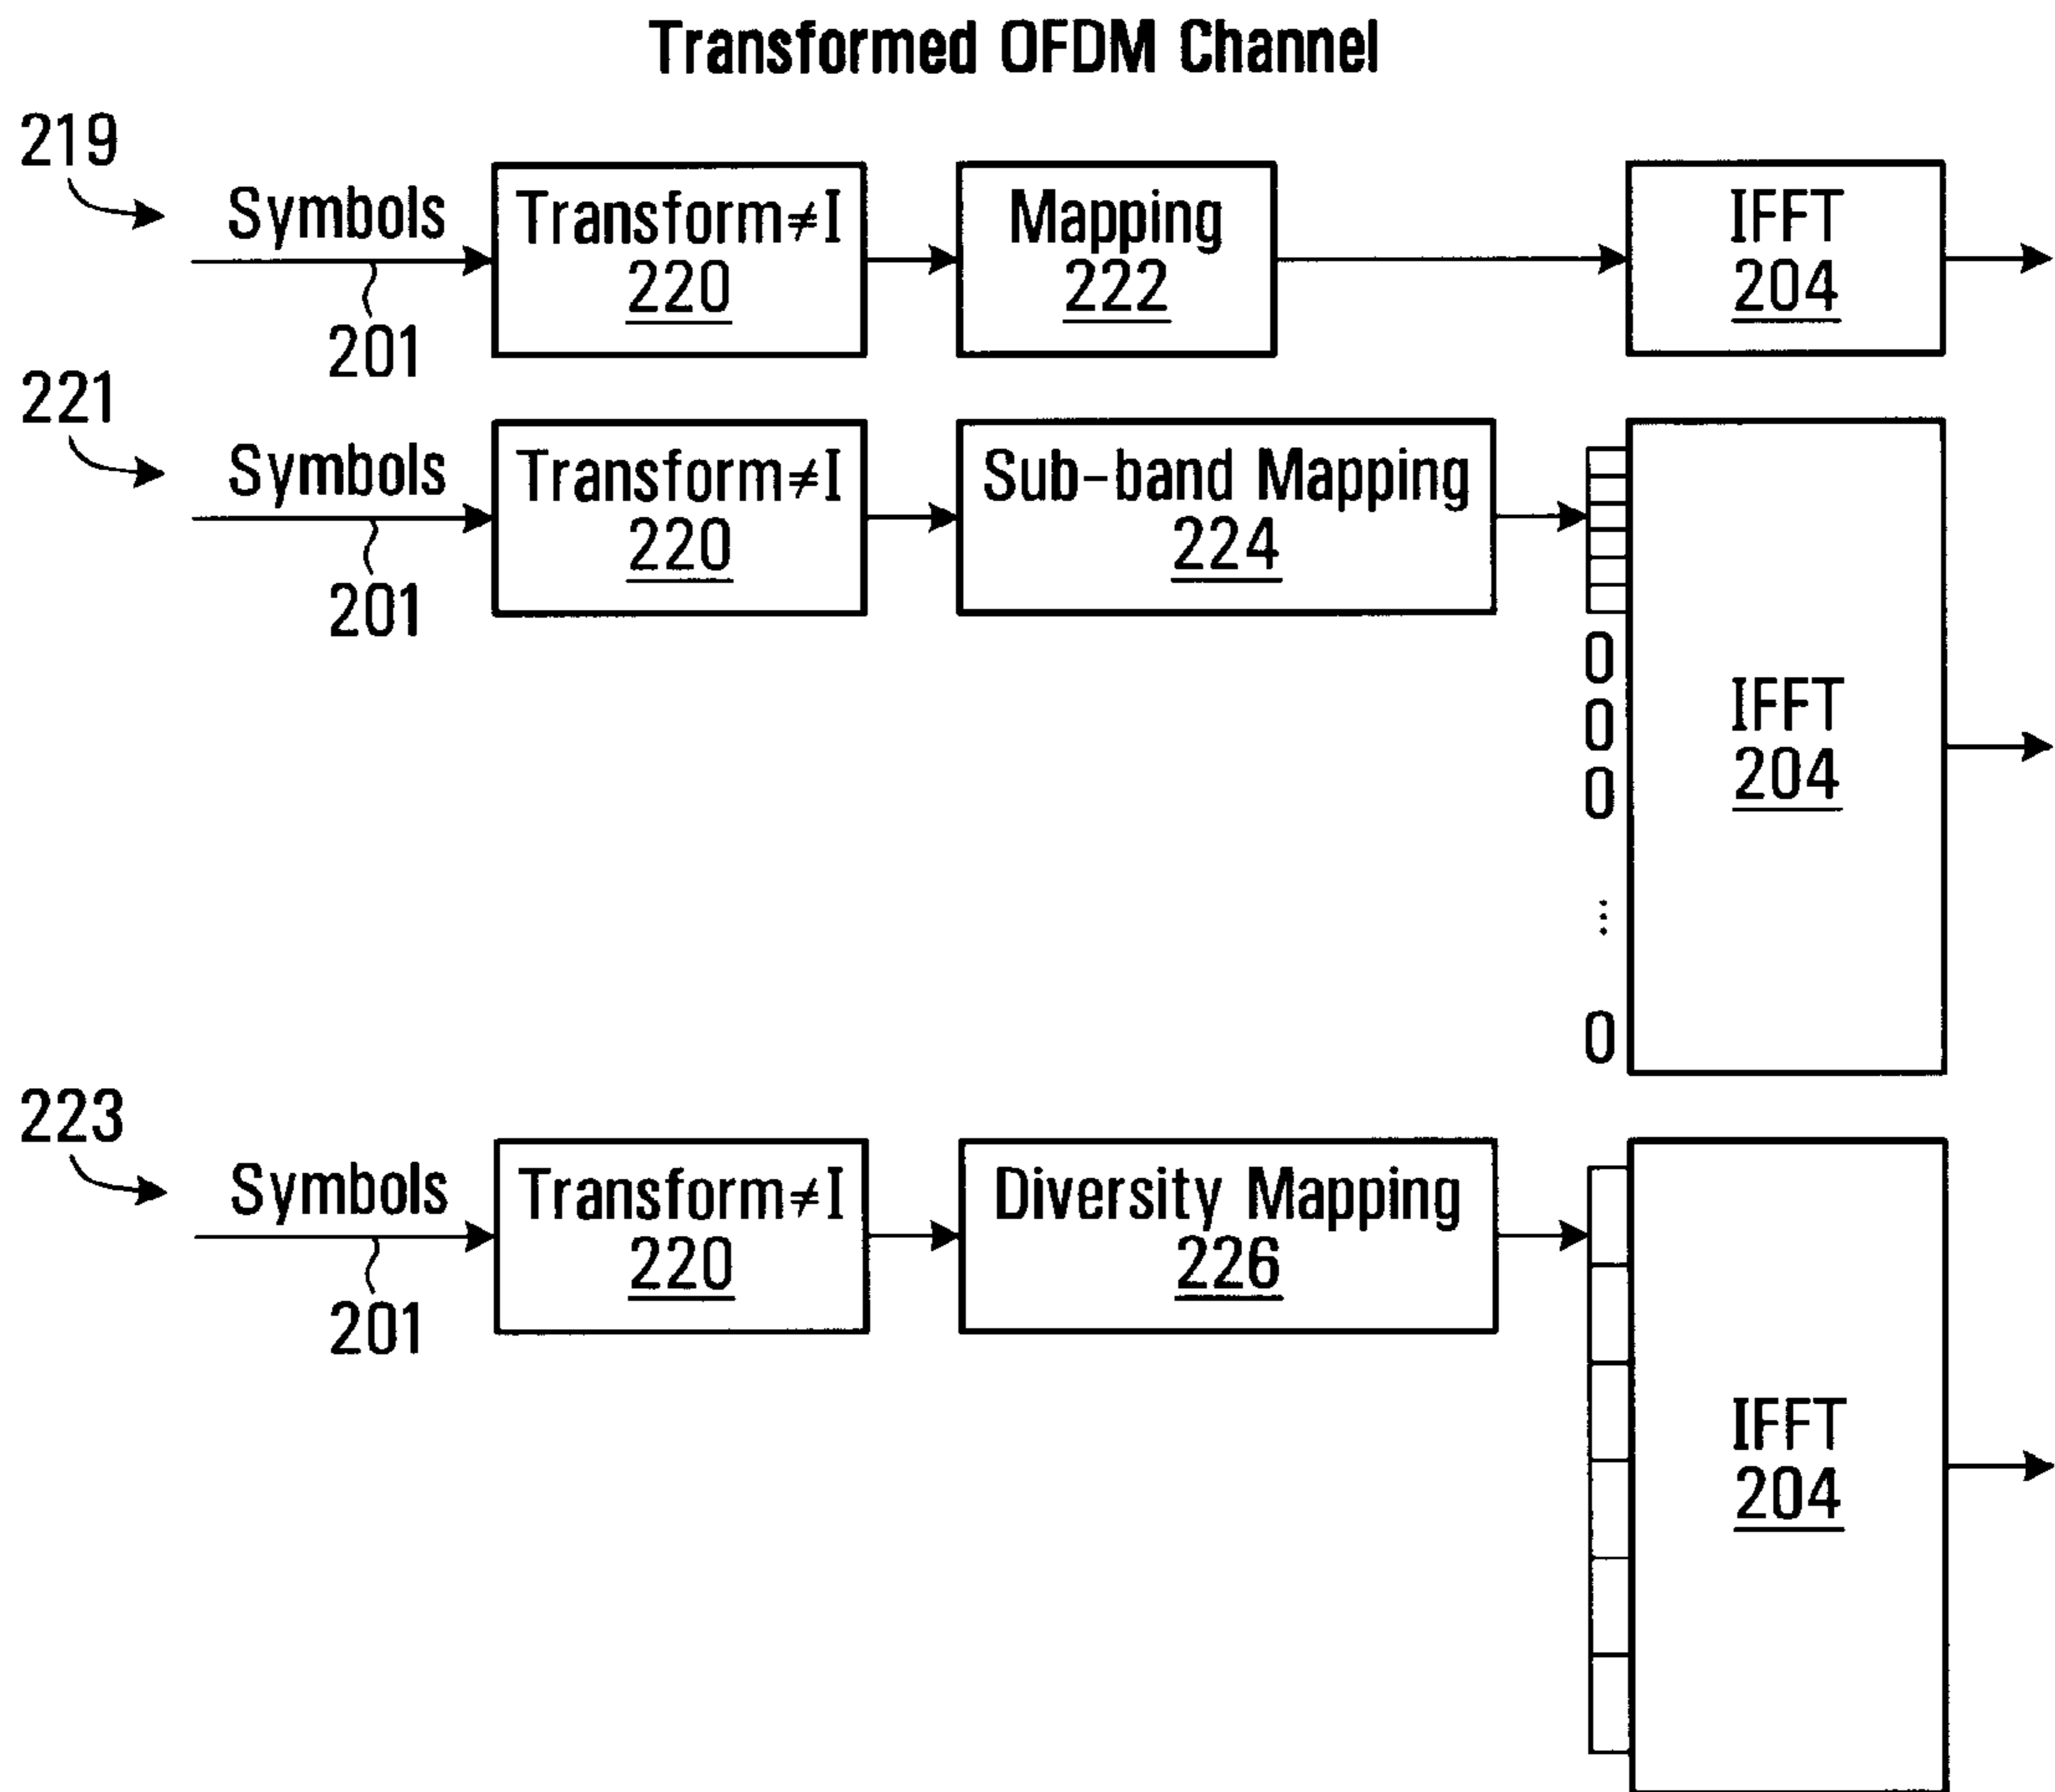 Transformed OFDM Channel
219
Symbols
201
Transform≠I
220
Mapping
222
IFFT
204
221
Symbols
201
Transform≠I
220
Sub-band Mapping
224
0
0
0
...
0
IFFT
204
223
Symbols
201
Transform≠I
220
Diversity Mapping
226
IFFT
204